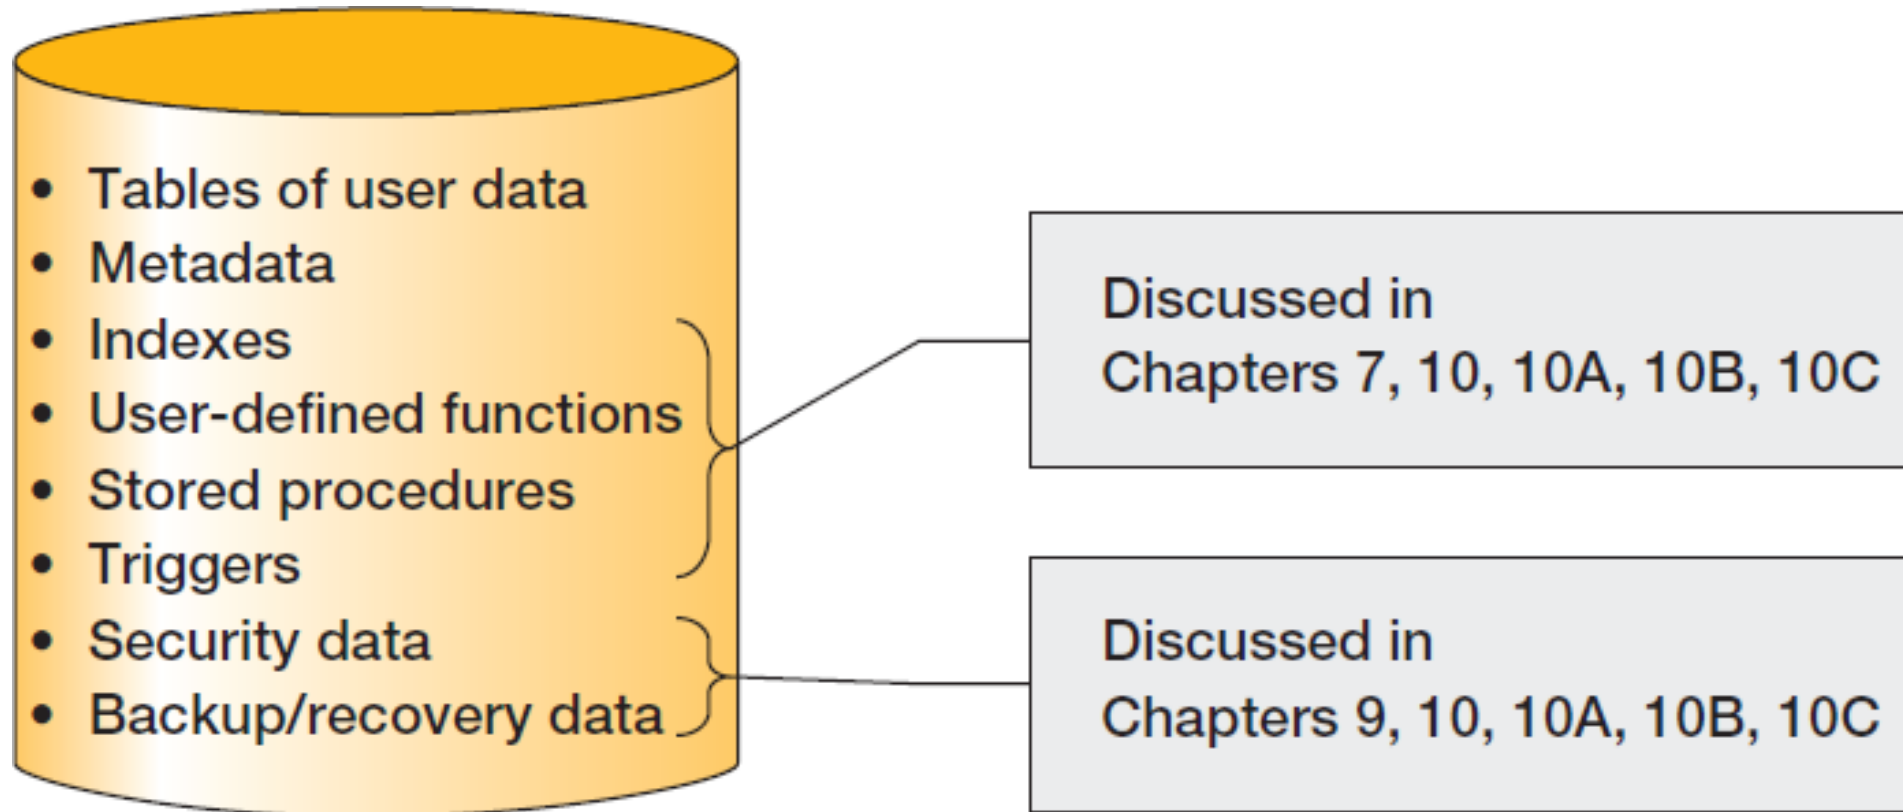 • Tables of user data
• Metadata
• Indexes
• User-defined functions
• Stored procedures
• Triggers
• Security data
• Backup/recovery data
Discussed in
Chapters 7, 10, 10A, 10B, 10C
Discussed in
Chapters 9, 10, 10A, 10B, 10C